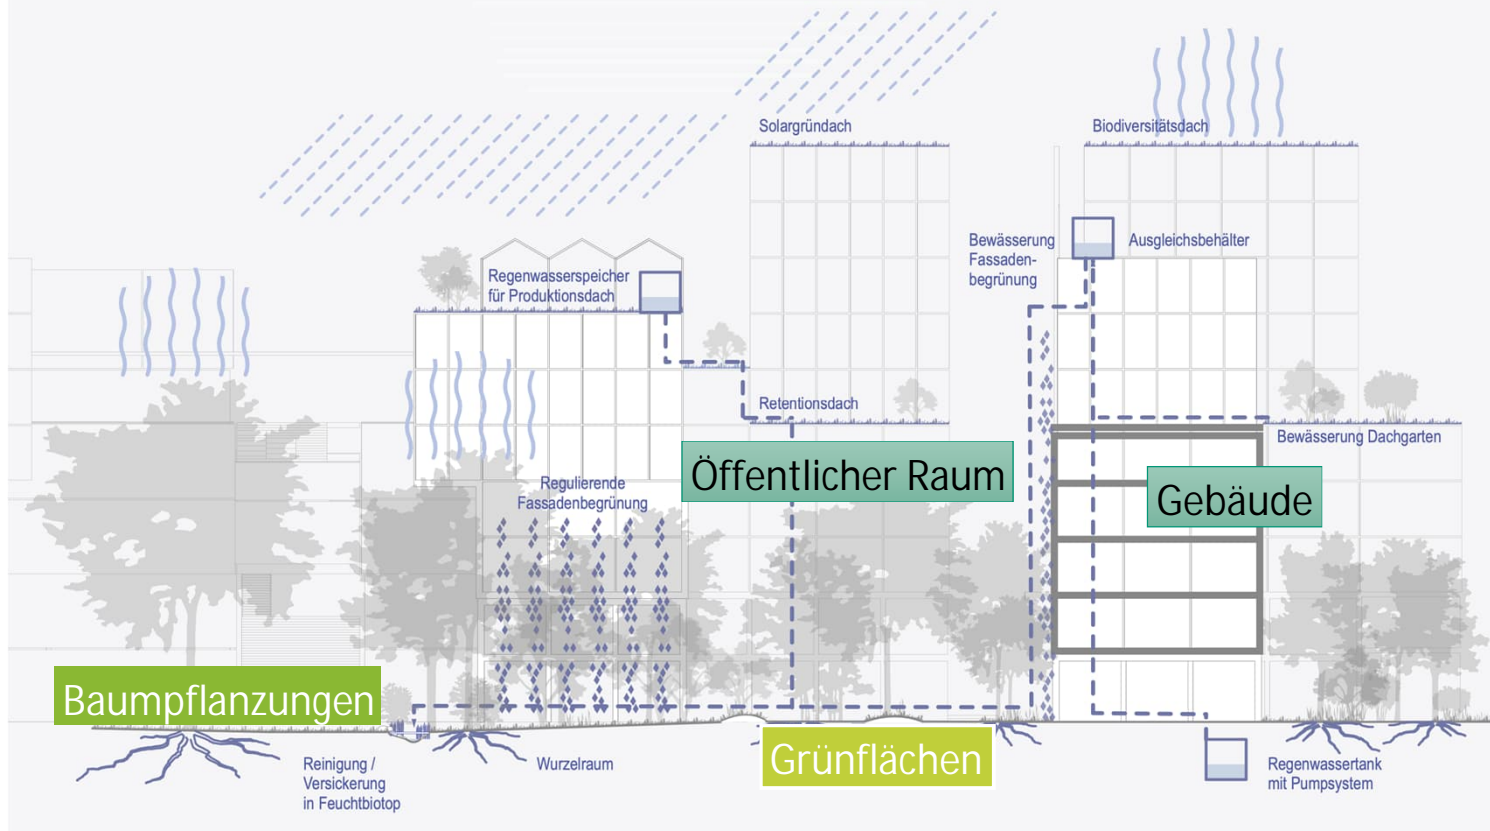 Solargründach
Biodiversitätsdach
Bewässerung
Fassaden-
begrünung
Ausgleichsbehälter
Regenwasserspeicher
für Produktionsdach
Retentionsdach
Bewässerung Dachgarten
Öffentlicher Raum
Gebäude
Regulierende
Fassadenbegrünung
Baumpflanzungen
Grünflächen
Reinigung /
Versickerung
in Feuchtbiotop
Wurzelraum
Regenwassertank
mit Pumpsystem